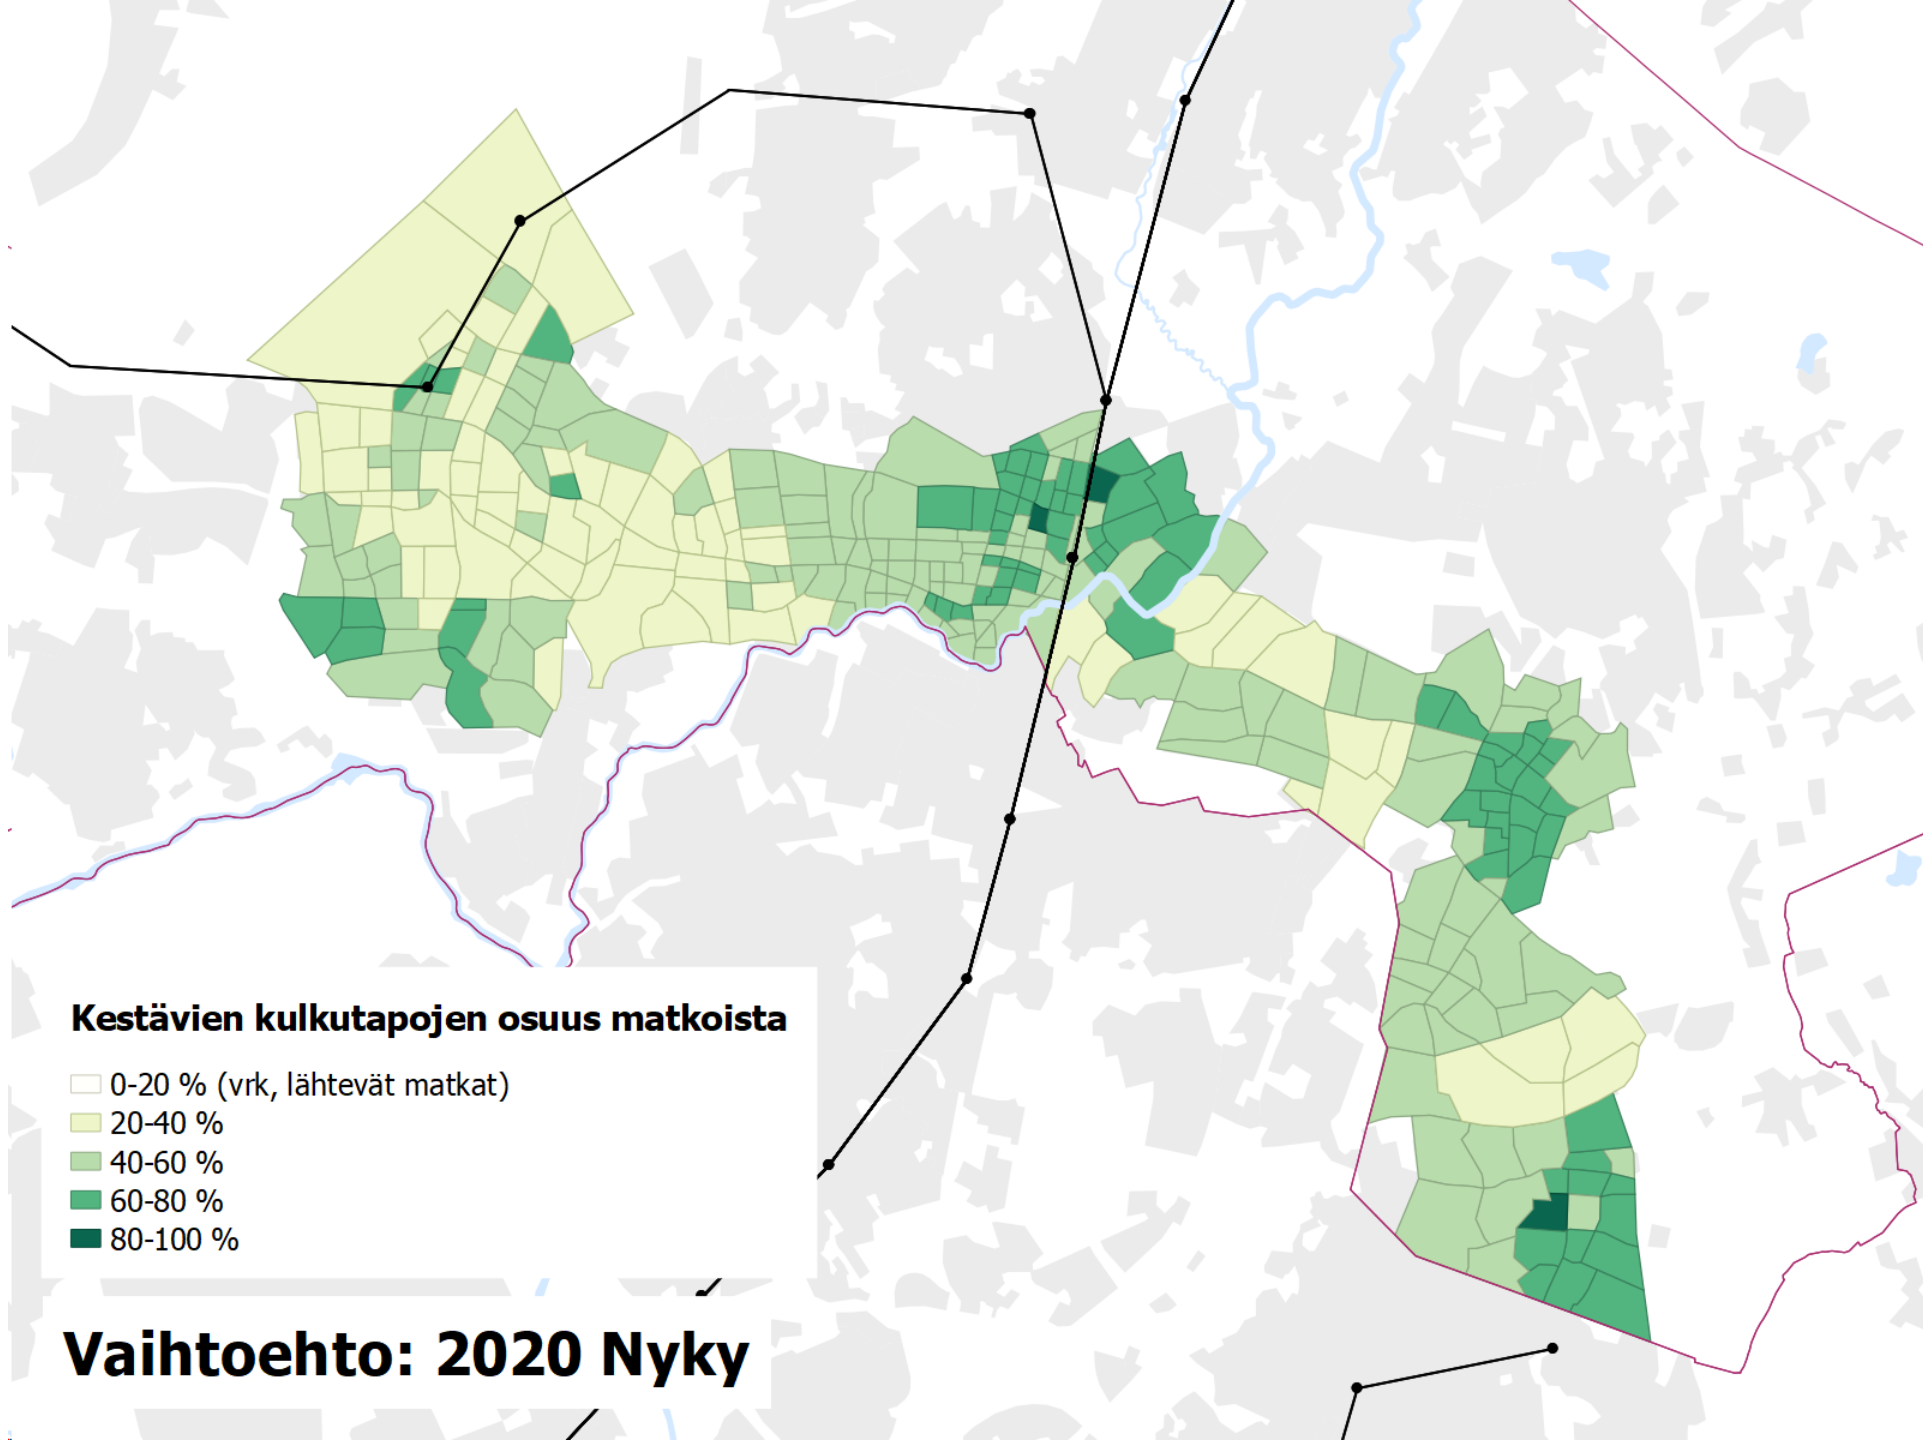 Kestävien kulkutapojen osuus matkoista
0-20 % (vrk, lähtevät matkat)
20-40 %
40-60 %
60-80 %
80-100 %
Vaihtoehto: 2020 Nyky